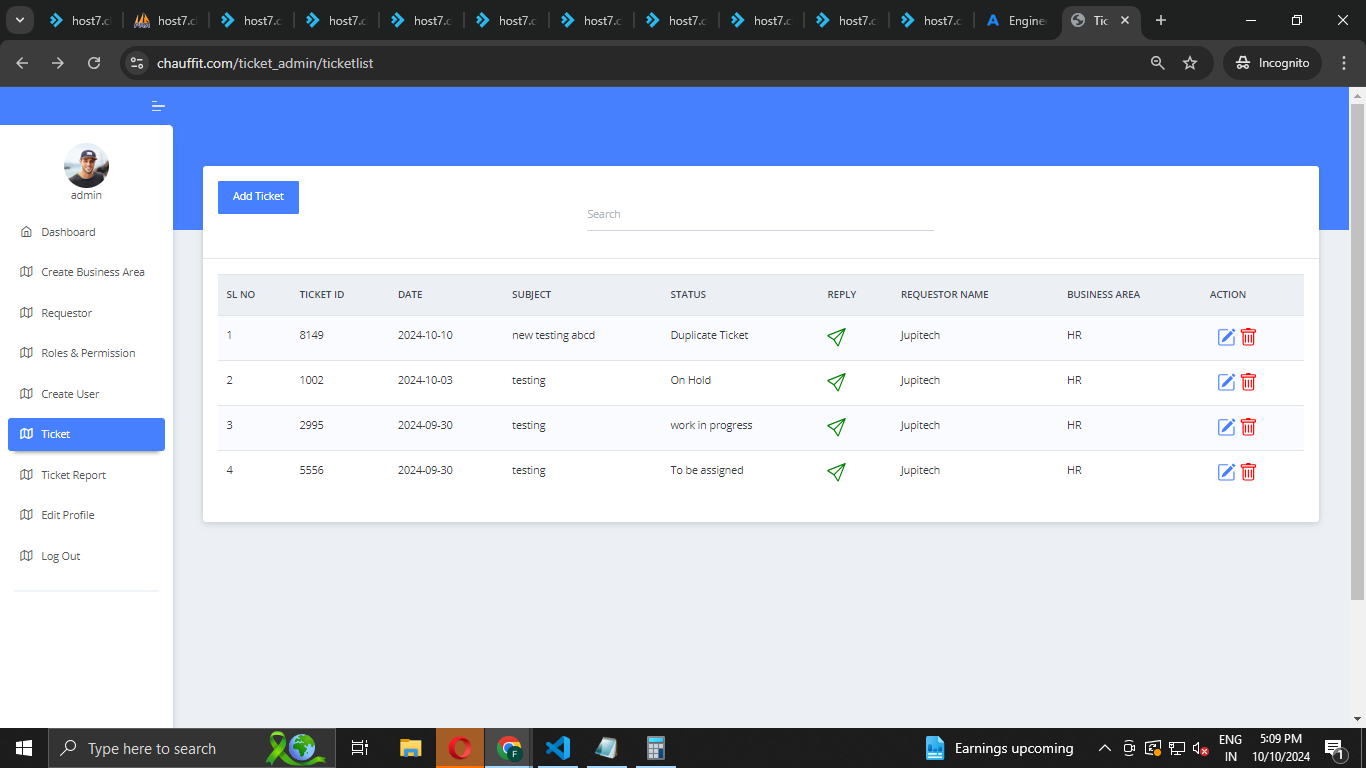 host7.c host7.c host7.c host7.c host7.c host7.c host7.c host7.c host7.c host7.c host7.c Engine Tic
chauffit.com/ticket_admin/ticketlist Incognito
admin
Dashboard
Create Business Area
Requestor
Roles & Permission
Create User
Ticket
Ticket Report
Edit Profile
Log Out
Add Ticket
Search
SL NO TICKET ID DATE SUBJECT STATUS REPLY REQUESTOR NAME BUSINESS AREA ACTION
1 8149 2024-10-10 new testing abcd Duplicate Ticket Jupitech HR
2 1002 2024-10-03 testing On Hold Jupitech HR
3 2995 2024-09-30 testing work in progress Jupitech HR
4 5556 2024-09-30 testing To be assigned Jupitech HR
Type here to search Earnings upcoming
ENG
IN
5:09 PM
10/10/2024
1